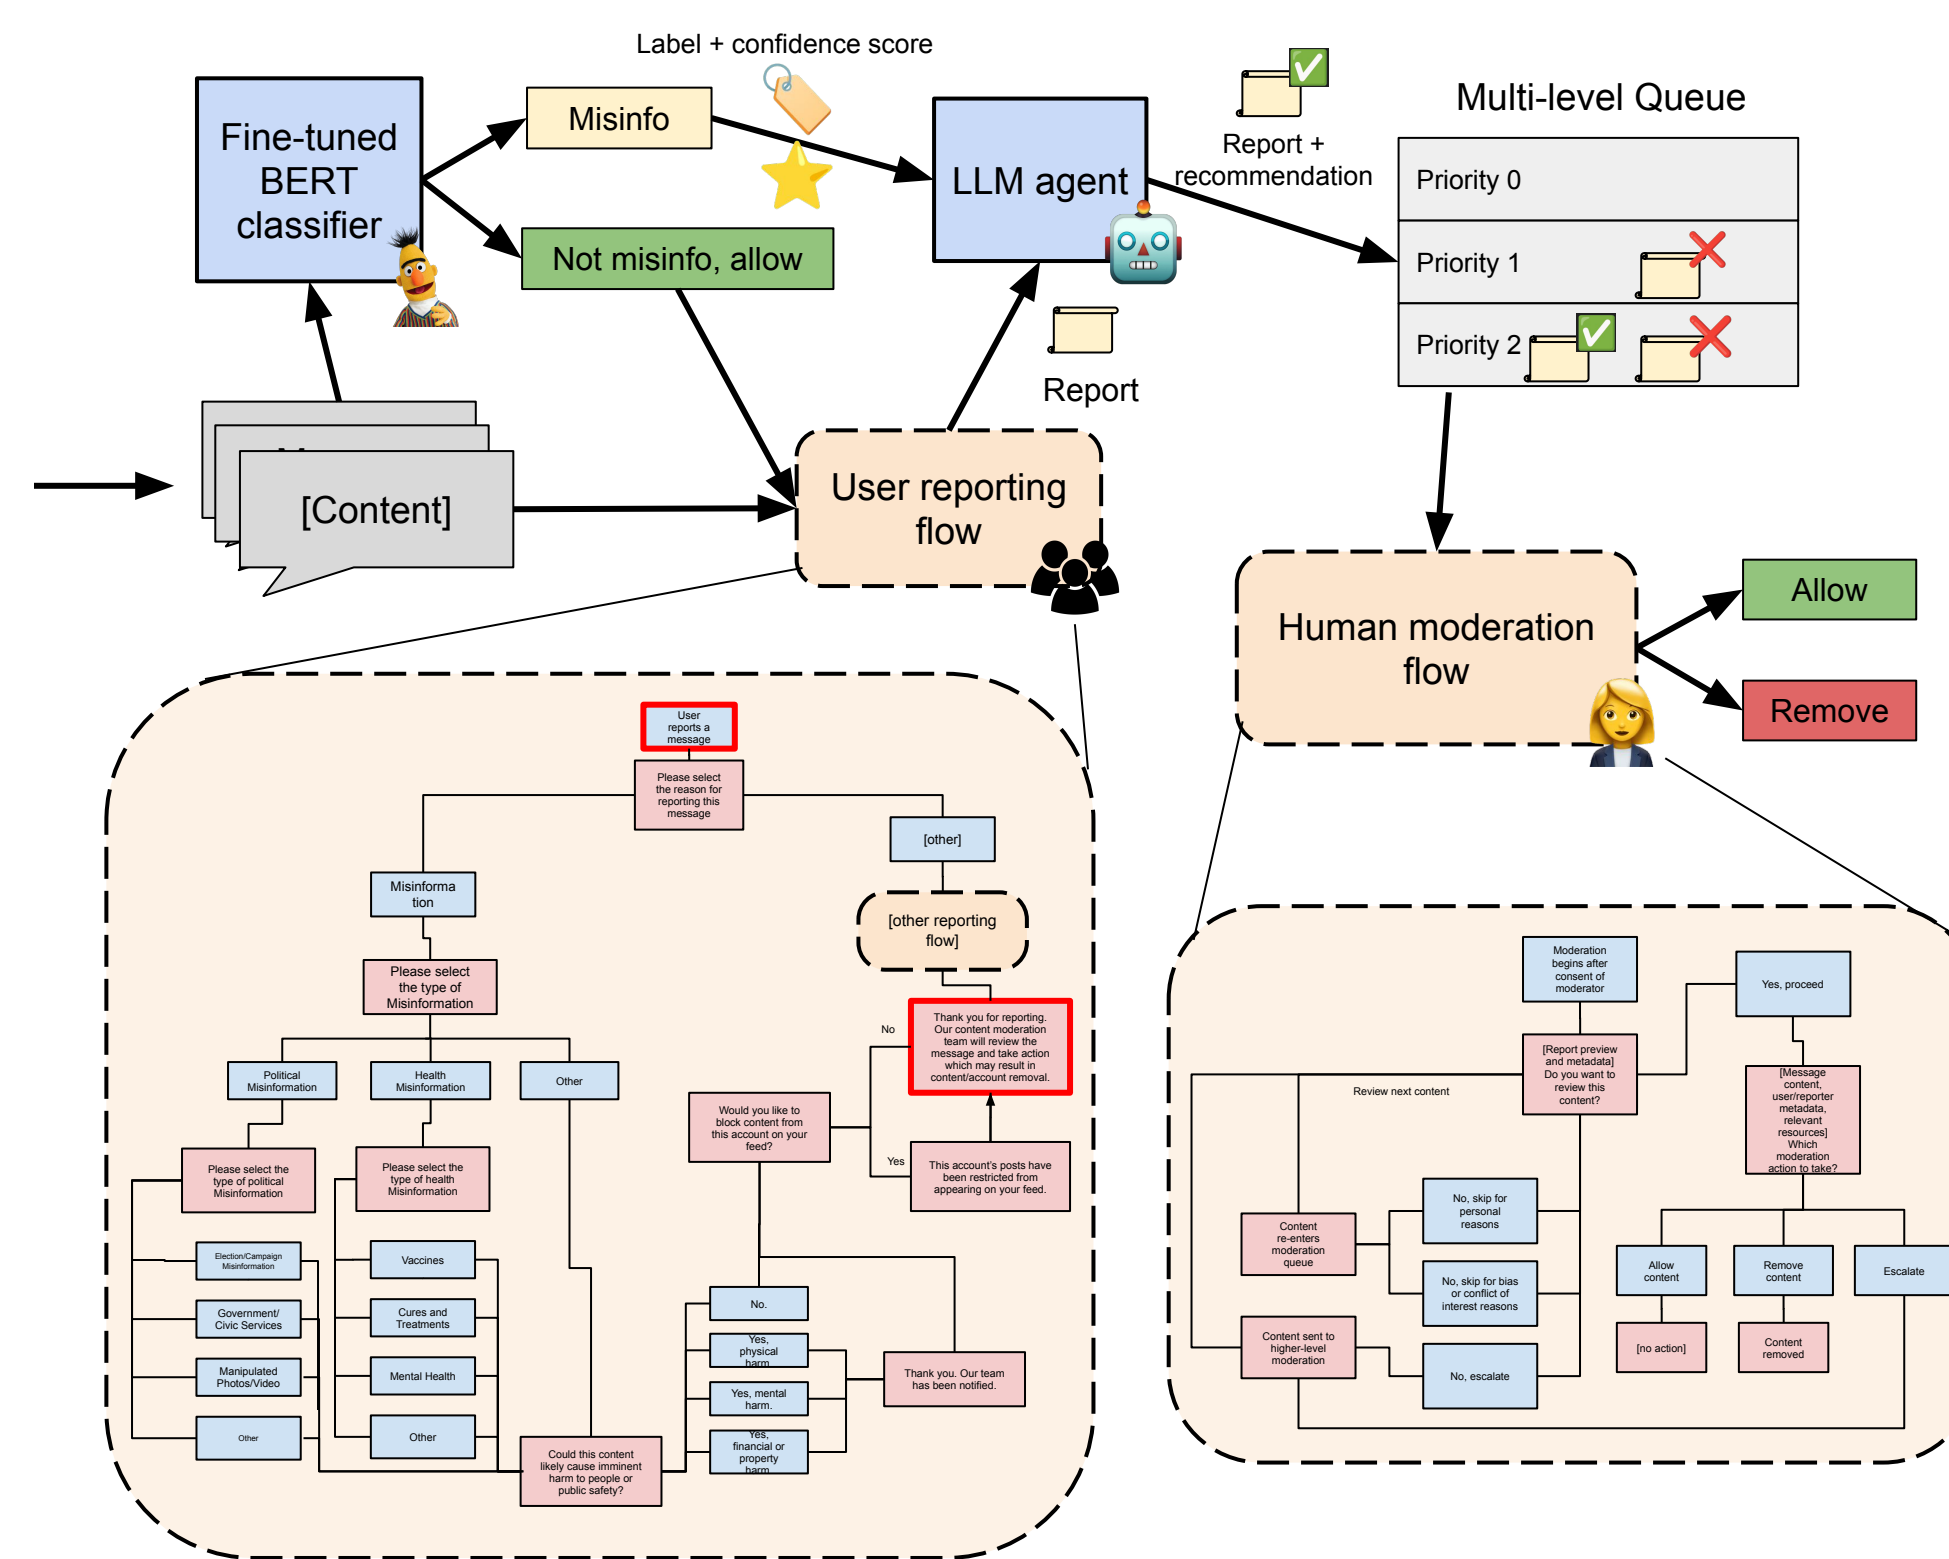 Label + confidence score
Fine-tuned
BERT
classifier
Misinfo
Not misinfo, allow
LLM agent
Report +
recommendation
Multi-level Queue
Priority 0
Priority 1
Priority 2
Report
[Content]
User reporting
flow
Human moderation
flow
Allow
Remove
User
reports a
message
Please select
the reason for
reporting this
message
[other]
Misinforma
tion
[other reporting
flow]
Please select
the type of
Misinformation
No
Thank you for reporting.
Our content moderation
team will review the
message and take action
which may result in
content/account removal.
Political
Misinformation
Health
Misinformation
Other
Would you like to
block content from
this account on your
feed?
Yes
This account's posts have
been restricted from
appearing on your feed.
Please select the
type of political
Misinformation
Please select the
type of health
Misinformation
Election/Campaign
Misinformation
Government/
Civic Services
Manipulated
Photos/Video
Other
Vaccines
Cures and
Treatments
Mental Health
Other
Could this content
likely cause imminent
harm to people or
public safety?
No.
Yes,
physical
harm
Yes, mental
harm.
Yes,
financial or
property
harm
Thank you. Our team
has been notified.
Moderation
begins after
consent of
moderator
Yes, proceed
[Report preview
and metadata]
Do you want to
review this
content?
Review next content
[Message
content,
user/reporter
metadata,
relevant
resources]
Which
moderation
action to take?
Content
re-enters
moderation
queue
No, skip for
personal
reasons
No, skip for bias
or conflict of
interest reasons
Content sent to
higher-level
moderation
No, escalate
Allow
content
Remove
content
Escalate
[no action]
Content
removed